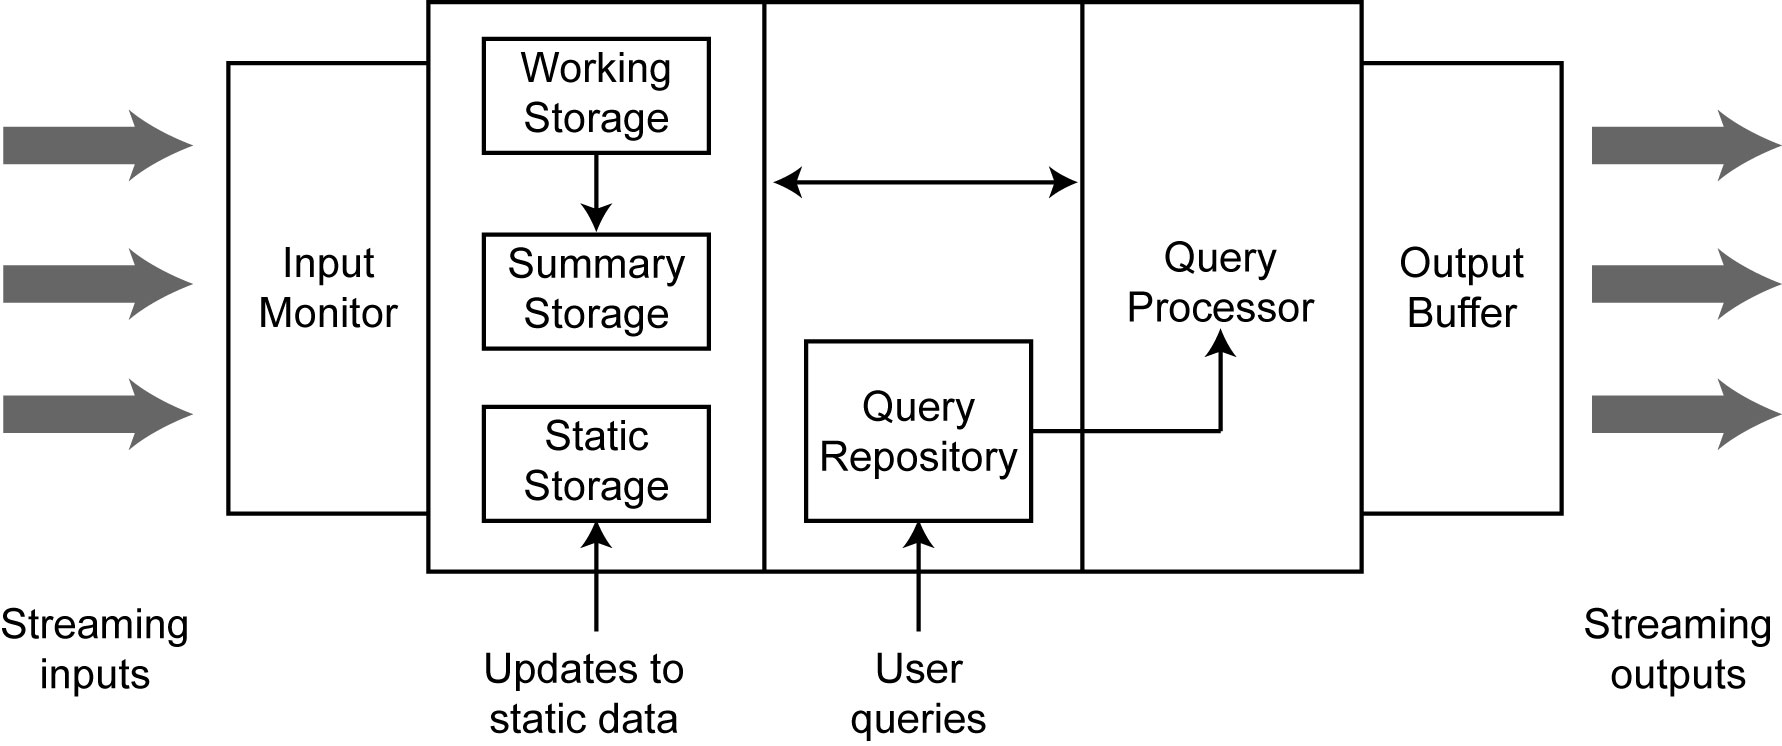 Working
Storage
Summary
Storage
Static
Storage
Input
Monitor
Query
Repository
Query
Processor
Output
Buffer
Streaming
inputs
Updates to
static data
User
queries
Streaming
outputs